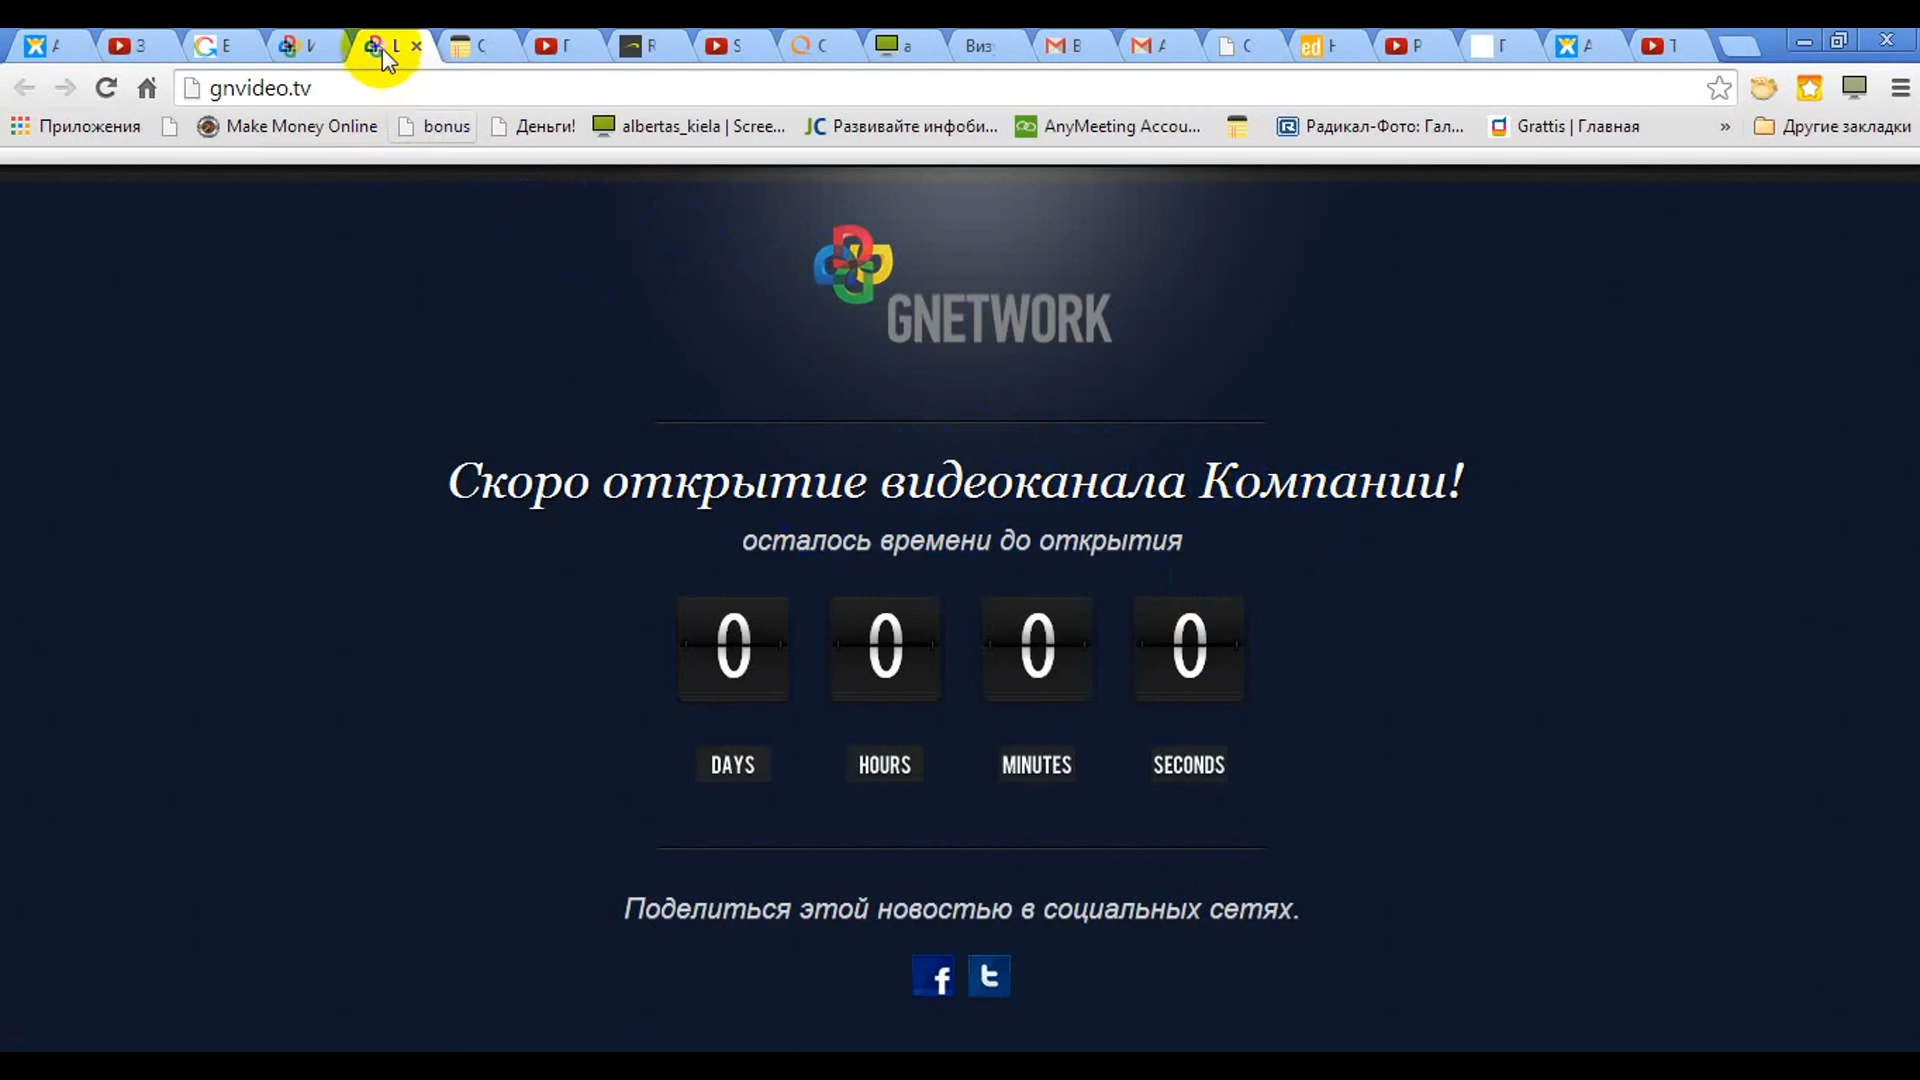 A
З
Е
И
L
С
Г
R
S
С
a
Виз
В
А
С
ed
Н
Р
Г
А
Т
gnvideo.tv
Приложения
Make Money Online
bonus
Деньги!
albertas_kiela | Scree...
JC
Развивайте инфоби...
AnyMeeting Accou...
Радикал-Фото: Гал...
Grattis | Главная
»
Другие закладки
GNETWORK
Скоро открытие видеоканала Компании!
осталось времени до открытия
0 0 0 0
DAYS HOURS MINUTES SECONDS
Поделиться этой новостью в социальных сетях.